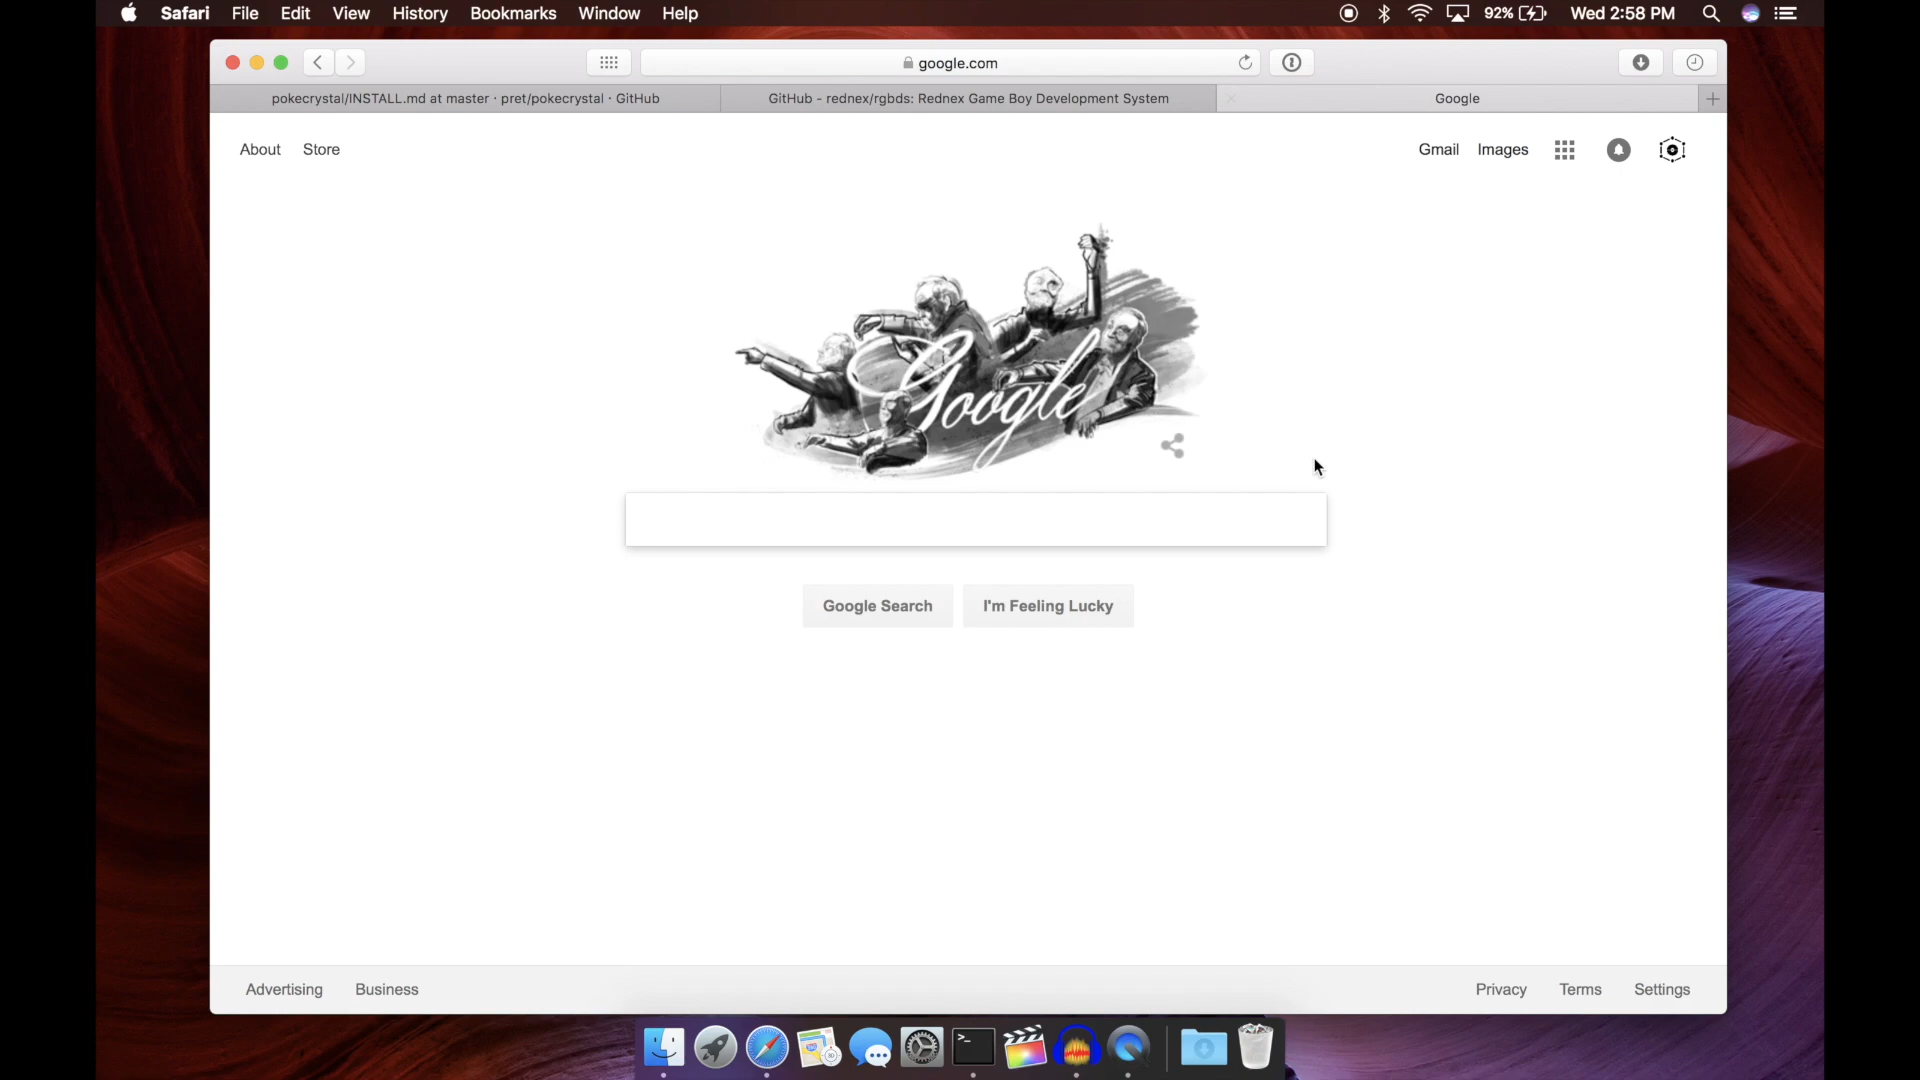 Safari File Edit View History Bookmarks Window Help 92% Wed 2:58 PM
google.com
pokecrystal/INSTALL.md at master · pret/pokecrystal · GitHub GitHub - rednex/rgbds: Rednex Game Boy Development System Google
About Store Gmail Images
Google
Google Search I'm Feeling Lucky
Advertising Business Privacy Terms Settings